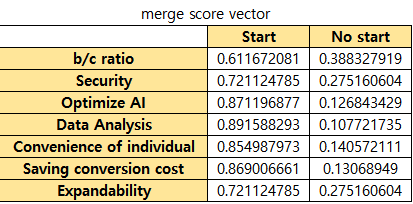 merge score vector
Start No start
b/c ratio 0.611672081 0.388327919
Security 0.721124785 0.275160604
Optimize AI 0.871196877 0.126843429
Data Analysis 0.891588293 0.107721735
Convenience of individual 0.854987973 0.140572111
Saving conversion cost 0.869006661 0.13068949
Expandability 0.721124785 0.275160604